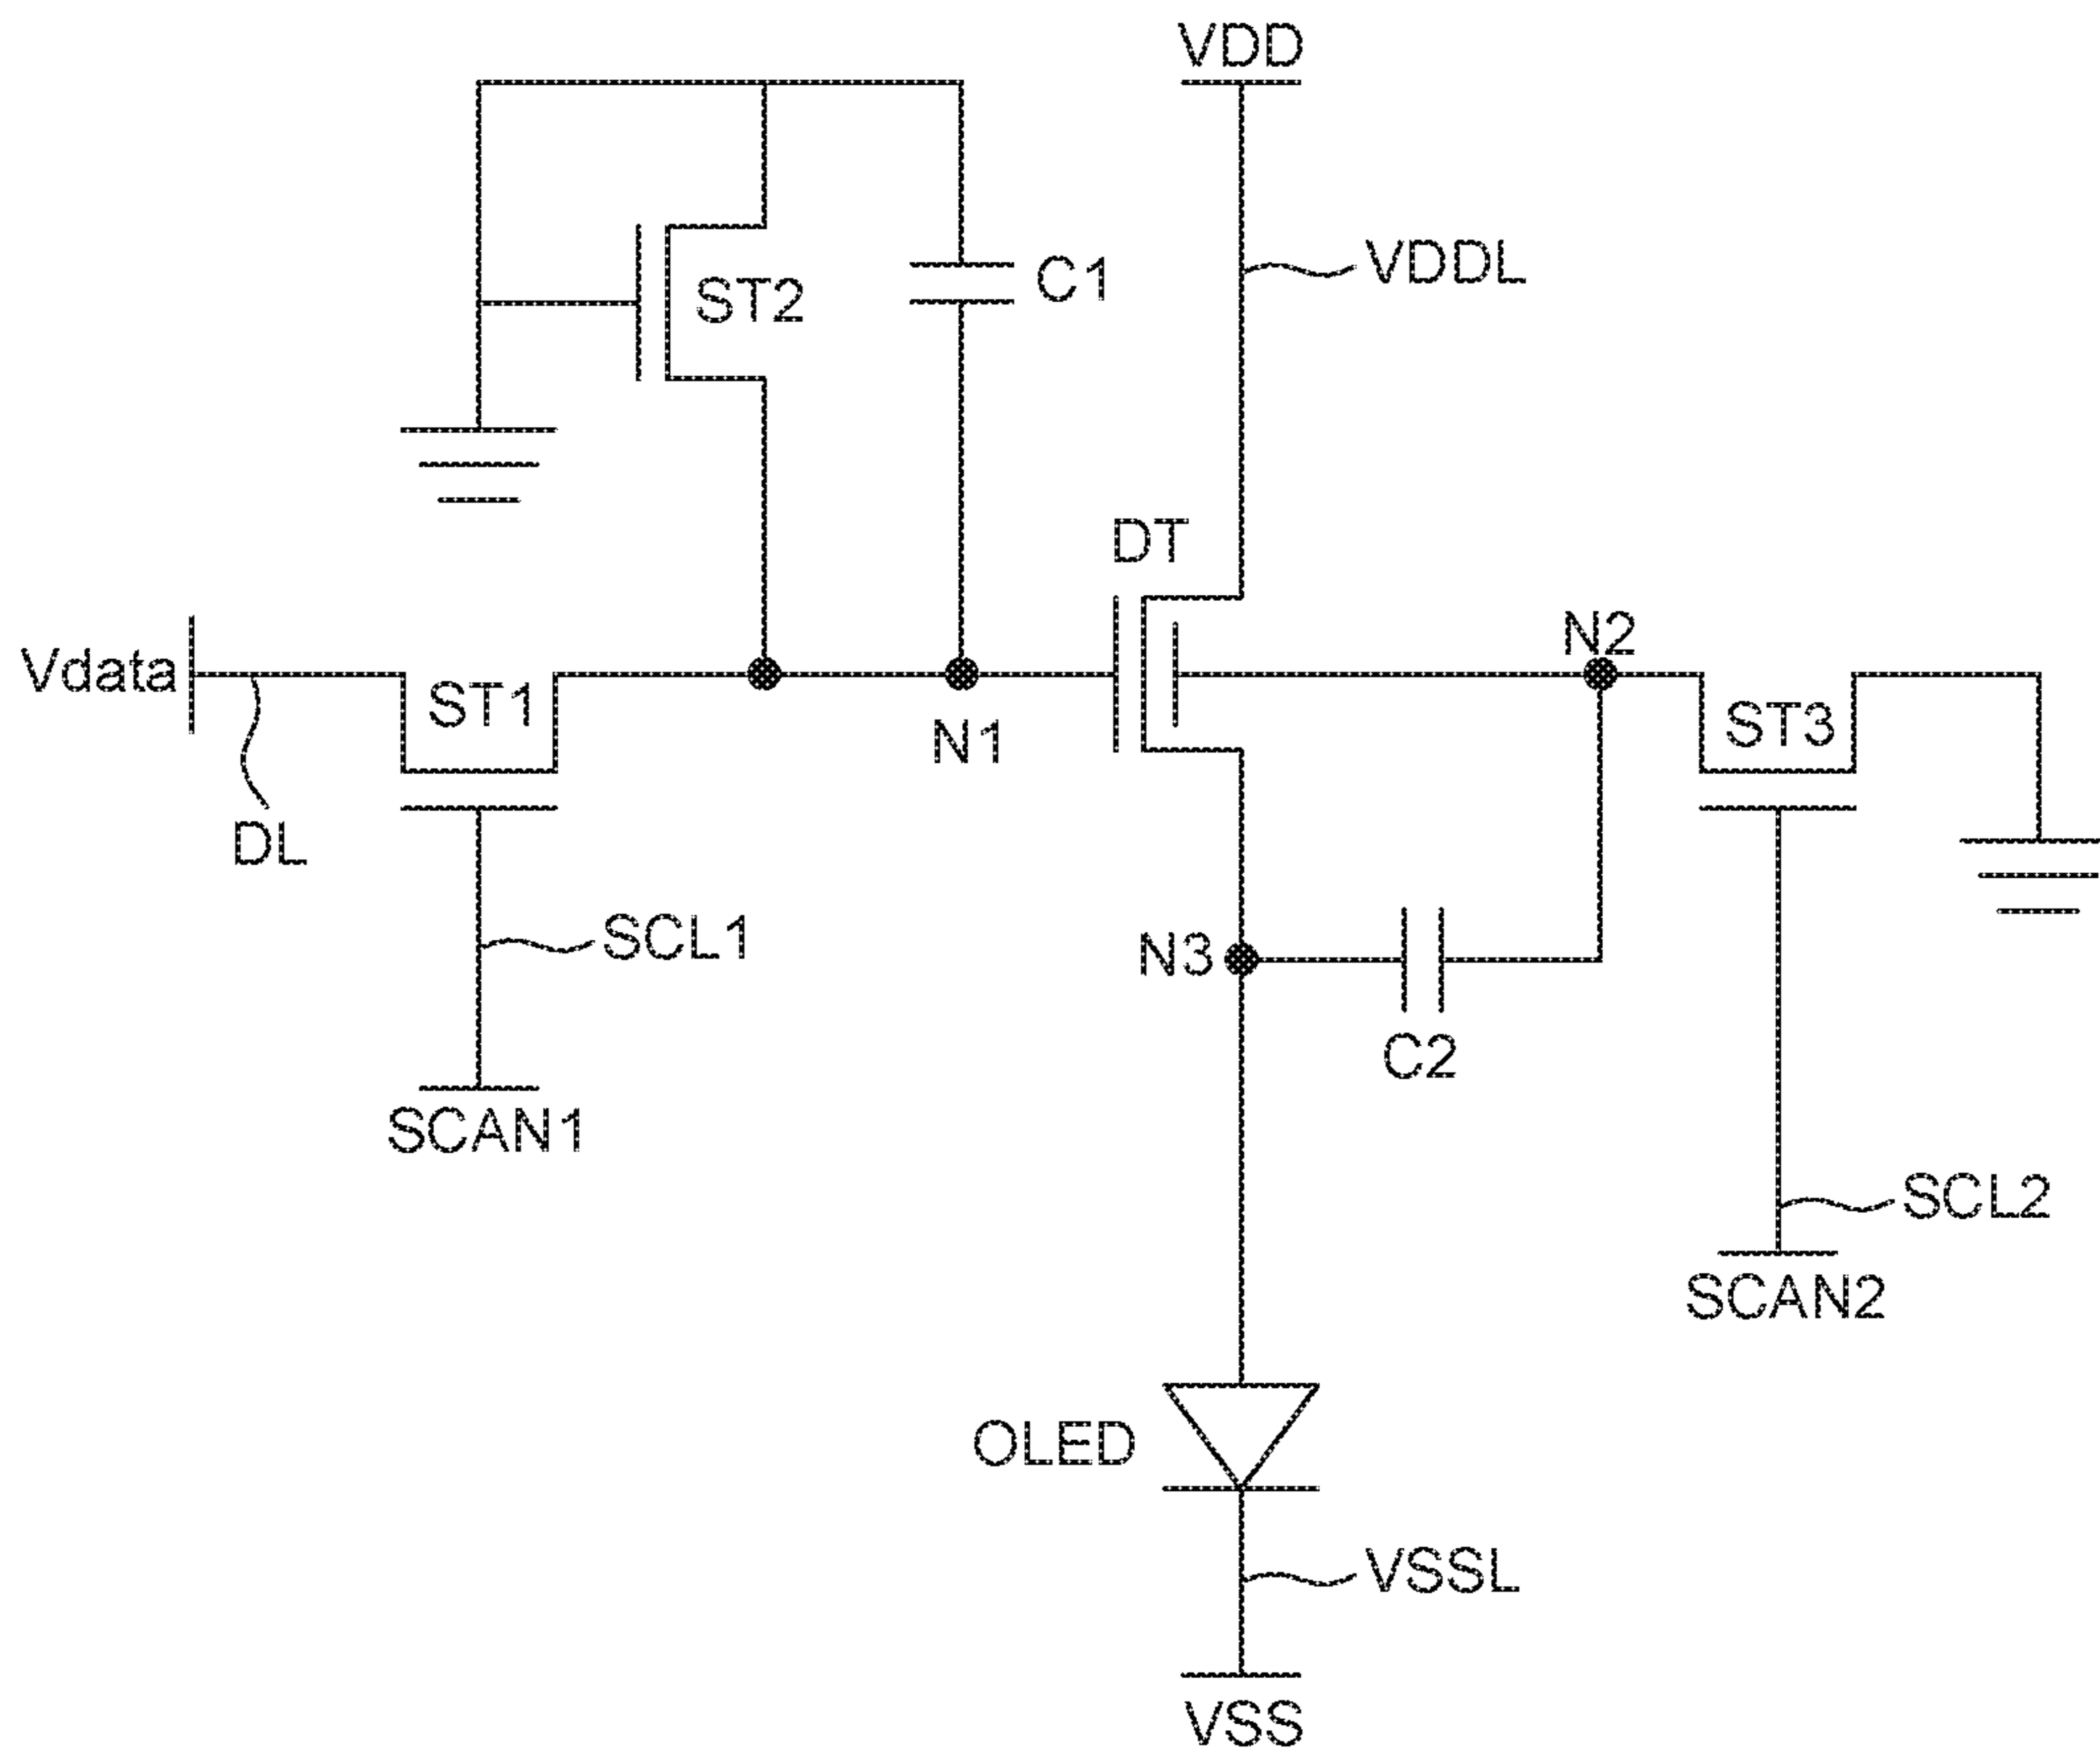 VDD
VDDL
ST2
C1
DT
N2
Vdata
ST1
N1
ST3
DL
SCL1
N3
C2
SCAN1
SCL2
SCAN2
OLED
VSSL
VSS